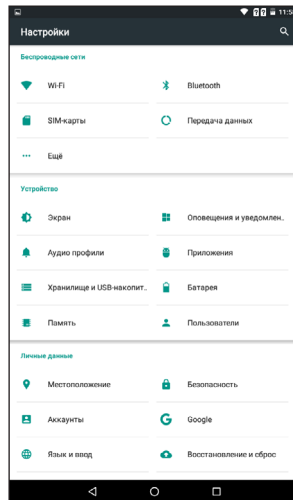 11:5
Настройки
Беспроводные сети
Wi-Fi
Bluetooth
SIM-карты
Передача данных
Ещё
Устройство
Экран
Оповещения и уведомлен..
Аудио профили
Приложения
Хранилище и USB-накопит..
Батарея
Память
Пользователи
Личные данные
Местоположение
Безопасность
Аккаунты
Google
Язык и ввод
Восстановление и сброс